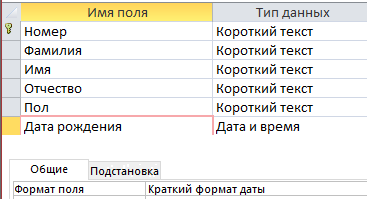 Имя поля Тип данных
Номер Короткий текст
Фамилия Короткий текст
Имя Короткий текст
Отчество Короткий текст
Пол Короткий текст
Дата рождения Дата и время
Общие Подстановка
Формат поля Краткий формат даты